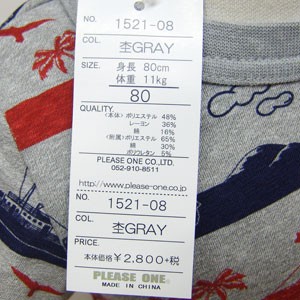 NO. 1521-08
COL. 杢GRAY
SIZE. 身長 80cm
体重 11kg
80
QUALITY.
〈本体〉ポリエステル 48%
レーヨン 36%
綿 16%
〈附属〉ポリエステル 65%
綿 30%
ポリウレタン 5%
PLEASE ONE CO.LTD
052-910-8511
http://www.please-one.co.jp
NO. 1521-08
COL. 杢GRAY
PRICE.
本体価格 ¥2,800+税
PLEASE ONE.
MADE IN CHINA